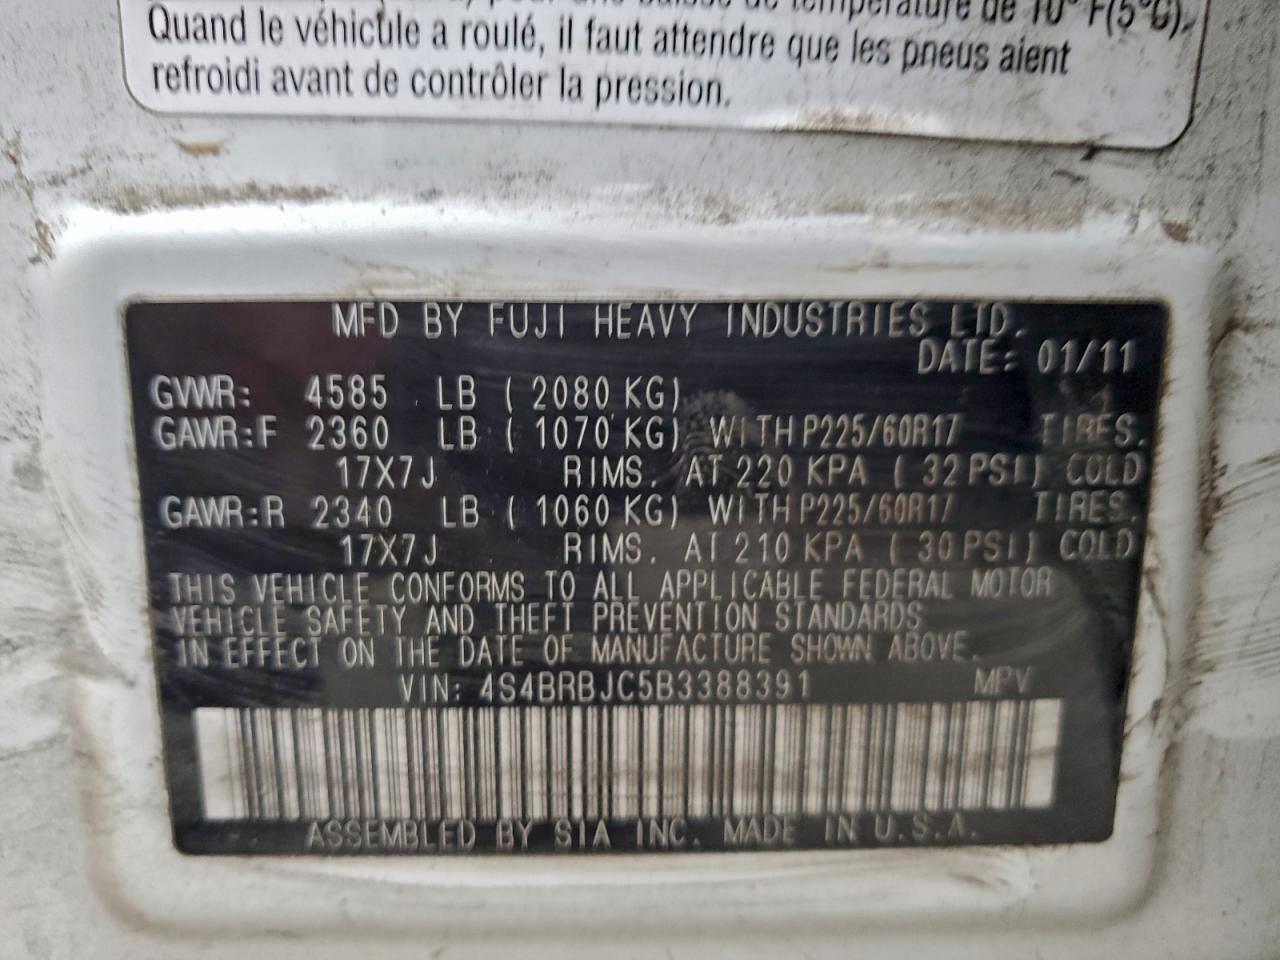 de température de 10° F(5°C).
Quand le véhicule a roulé, il faut attendre que les pneus aient
refroidi avant de contrôler la pression.
MFD BY FUJI HEAVY INDUSTRIES LTD.
DATE: 01/11
GVWR: 4585 LB ( 2080 KG)
GAWR:F 2360 LB ( 1070 KG) WITH P225/60R17 TIRES.
17X7J RIMS. AT 220 KPA ( 32 PSI) COLD
GAWR:R 2340 LB ( 1060 KG) WITH P225/60R17 TIRES.
17X7J RIMS. AT 210 KPA ( 30 PSI) COLD
THIS VEHICLE CONFORMS TO ALL APPLICABLE FEDERAL MOTOR
VEHICLE SAFETY AND THEFT PREVENTION STANDARDS
IN EFFECT ON THE DATE OF MANUFACTURE SHOWN ABOVE.
VIN: 4S4BRBJC5B3388391 MPV
ASSEMBLED BY SIA INC. MADE IN U.S.A.